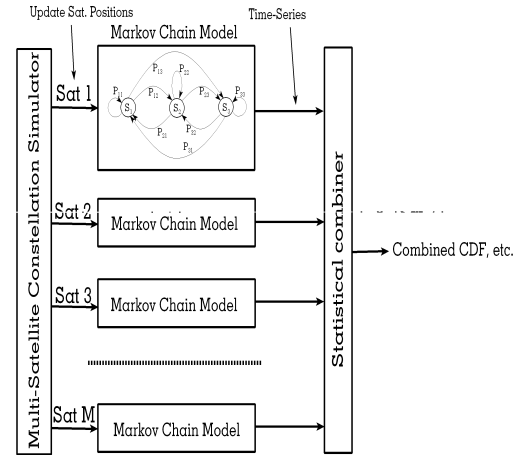 Update Sat. Positions
Time-Series
Markov Chain Model
Multi-Satellite Constellation Simulator
Sat 1
P13
P22
P11
P12
P23
P33
S1
S2
S3
P21
P32
P31
Sat 2
Markov Chain Model
Sat 3
Markov Chain Model
Sat M
Markov Chain Model
Statistical combiner
Combined CDF, etc.